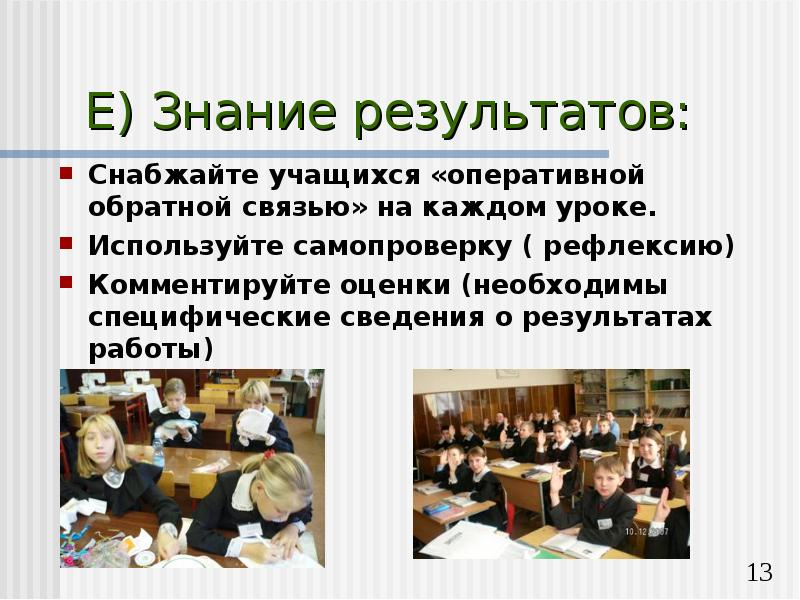 Е) Знание результатов:
Снабжайте учащихся «оперативной
обратной связью» на каждом уроке.
Используйте самопроверку ( рефлексию)
Комментируйте оценки (необходимы
специфические сведения о результатах
работы)
13